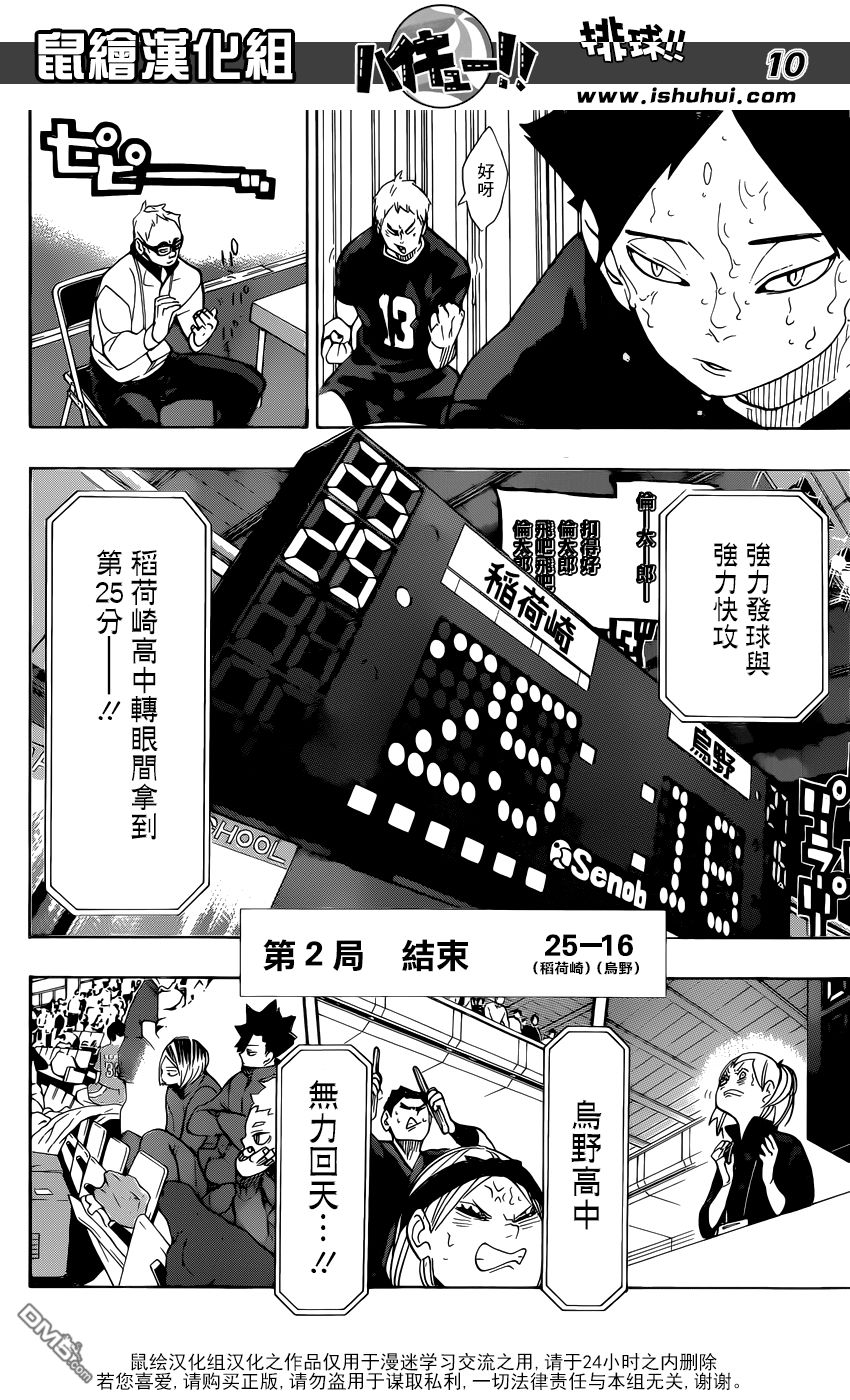 鼠繪漢化組
ハイキュー!!
排球!!
10
www.ishuhui.com
好呀
13
セピピーーー
強力發球與
強力快攻
倫—太—郎—
扣得好
倫太郎
飛吧飛吧
倫太郎
稻荷崎
25
烏野
16
Senoh
SCHOOL
稻荷崎高中轉眼間拿到
第25分——!!
第2局 結束
25—16
(稻荷崎)(烏野)
烏野高中
無力回天…!!
鼠绘汉化组汉化之作品仅用于漫迷学习交流之用,请于24小时之内删除
若您喜爱,请购买正版,请勿盗用于谋取私利,一切法律责任与本组无关,谢谢。